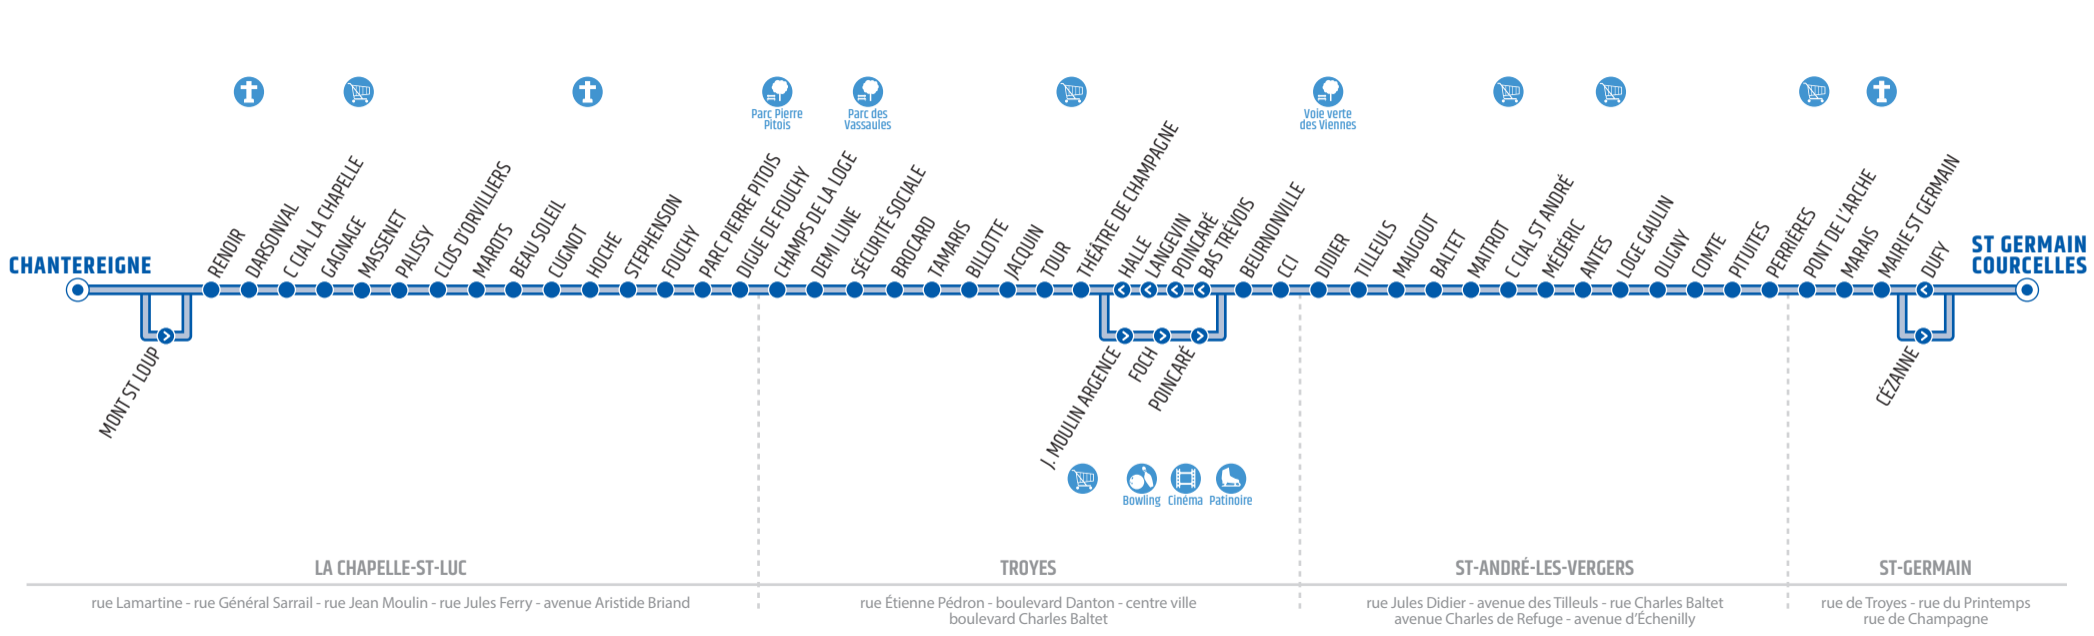 Parc Pierre
Pitois
Parc des
Vassaules
Voie verte
des Viennes
CHANTEREIGNE
RENOIR
DARSONVAL
C CIAL LA CHAPELLE
GAGNAGE
MASSENET
PALISSY
CLOS D'ORVILLIERS
MAROTS
BEAU SOLEIL
CUGNOT
HOCHE
STEPHENSON
FOUCHY
PARC PIERRE PITOIS
DIGUE DE FOUCHY
CHAMPS DE LA LOGE
DEMI LUNE
SÉCURITÉ SOCIALE
BROCARD
TAMARIS
BILLOTTE
JACQUIN
TOUR
THÉÂTRE DE CHAMPAGNE
HALLE
LANGEVIN
POINCARÉ
BAS TRÉVOIS
BEURNONVILLE
CCI
DIDIER
TILLEULS
MAUGOUT
BALTET
MAITROT
C CIAL ST ANDRÉ
MÉDÉRIC
ANTES
LOGE GAULIN
OLIGNY
COMTE
PITUITES
PERRIÈRES
PONT DE L'ARCHE
MARAIS
MAIRIE ST GERMAIN
DUFY
ST GERMAIN
COURCELLES
MONT ST LOUP
J. MOULIN ARGENCE
FOCH
POINCARÉ
CÉZANNE
Bowling
Cinéma
Patinoire
LA CHAPELLE-ST-LUC
TROYES
ST-ANDRÉ-LES-VERGERS
ST-GERMAIN
rue Lamartine - rue Général Sarrail - rue Jean Moulin - rue Jules Ferry - avenue Aristide Briand
rue Étienne Pédron - boulevard Danton - centre ville
boulevard Charles Baltet
rue Jules Didier - avenue des Tilleuls - rue Charles Baltet
avenue Charles de Refuge - avenue d'Échenilly
rue de Troyes - rue du Printemps
rue de Champagne